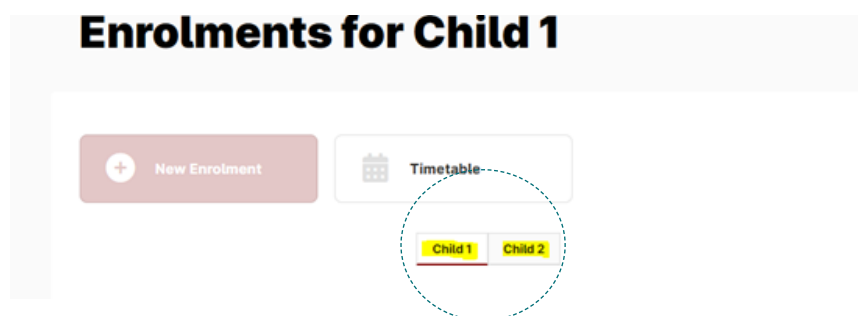 Enrolments for Child 1
New Enrolment
Timetable
Child 1
Child 2